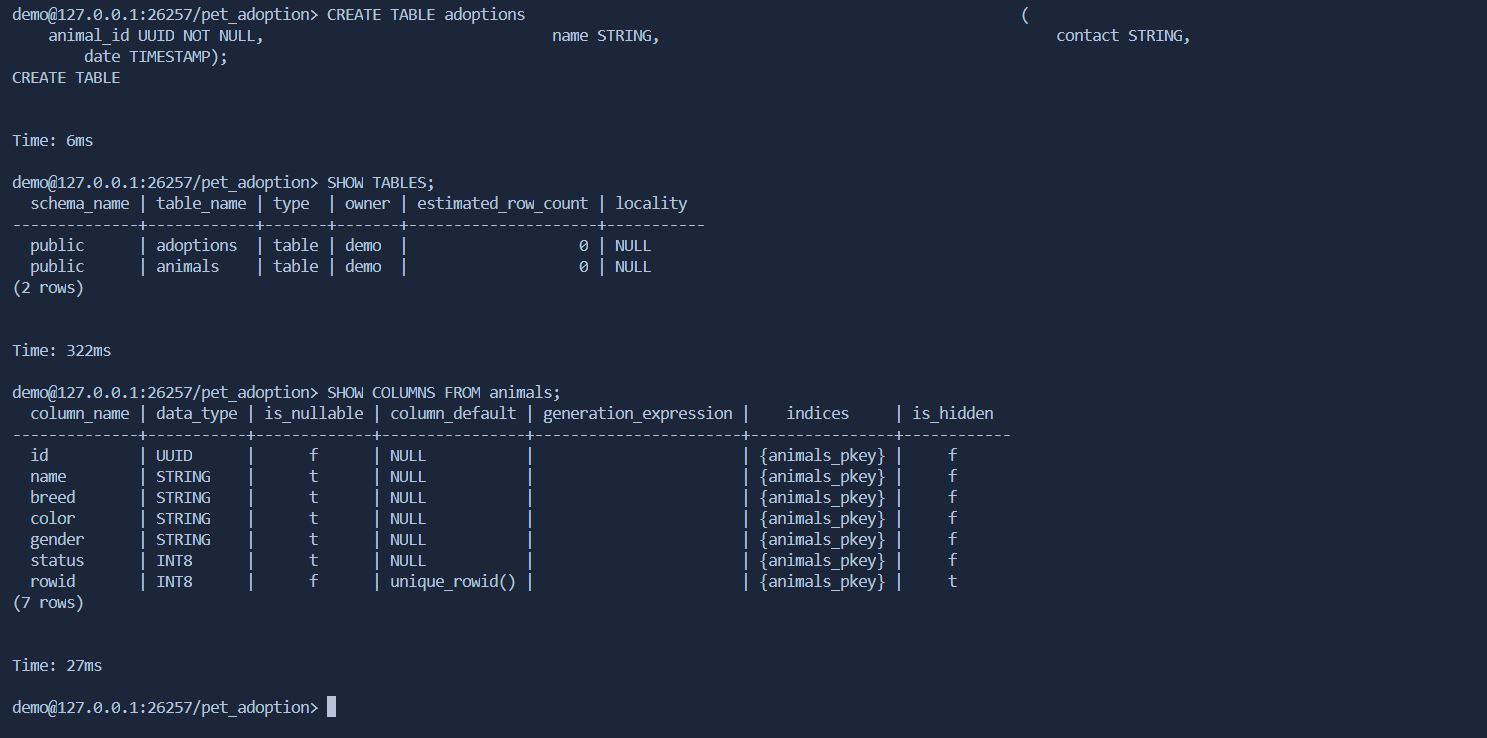 demo@127.0.0.1:26257/pet_adoption> CREATE TABLE adoptions (
animal_id UUID NOT NULL, name STRING, contact STRING,
date TIMESTAMP);
CREATE TABLE
Time: 6ms
demo@127.0.0.1:26257/pet_adoption> SHOW TABLES;
  schema_name | table_name | type  | owner | estimated_row_count | locality
--------------+------------+-------+-------+---------------------+-----------
  public      | adoptions  | table | demo  |                   0 | NULL
  public      | animals    | table | demo  |                   0 | NULL
(2 rows)
Time: 322ms
demo@127.0.0.1:26257/pet_adoption> SHOW COLUMNS FROM animals;
  column_name | data_type | is_nullable | column_default | generation_expression |    indices     | is_hidden
--------------+-----------+-------------+----------------+-----------------------+----------------+------------
  id          | UUID      |      f      | NULL           |                       | {animals_pkey} |     f
  name        | STRING    |      t      | NULL           |                       | {animals_pkey} |     f
  breed       | STRING    |      t      | NULL           |                       | {animals_pkey} |     f
  color       | STRING    |      t      | NULL           |                       | {animals_pkey} |     f
  gender      | STRING    |      t      | NULL           |                       | {animals_pkey} |     f
  status      | INT8      |      t      | NULL           |                       | {animals_pkey} |     f
  rowid       | INT8      |      f      | unique_rowid() |                       | {animals_pkey} |     t
(7 rows)
Time: 27ms
demo@127.0.0.1:26257/pet_adoption>